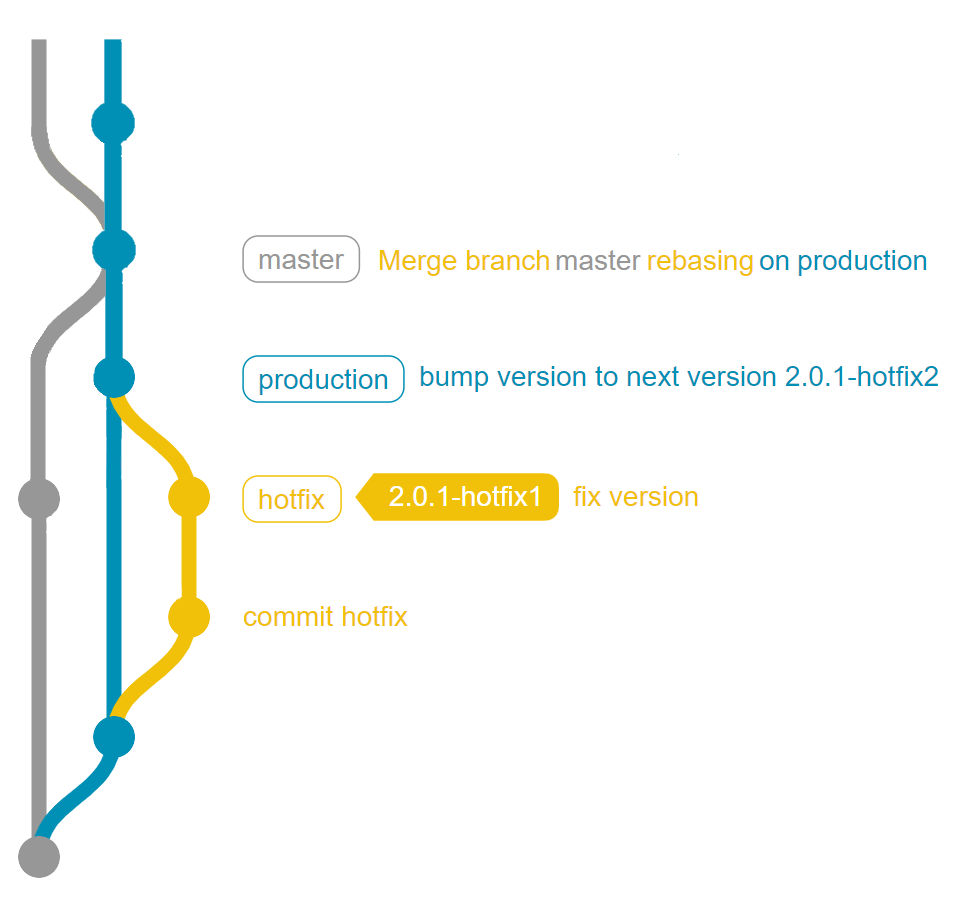 master Merge branch master rebasing on production
production bump version to next version 2.0.1-hotfix2
hotfix 2.0.1-hotfix1 fix version
commit hotfix